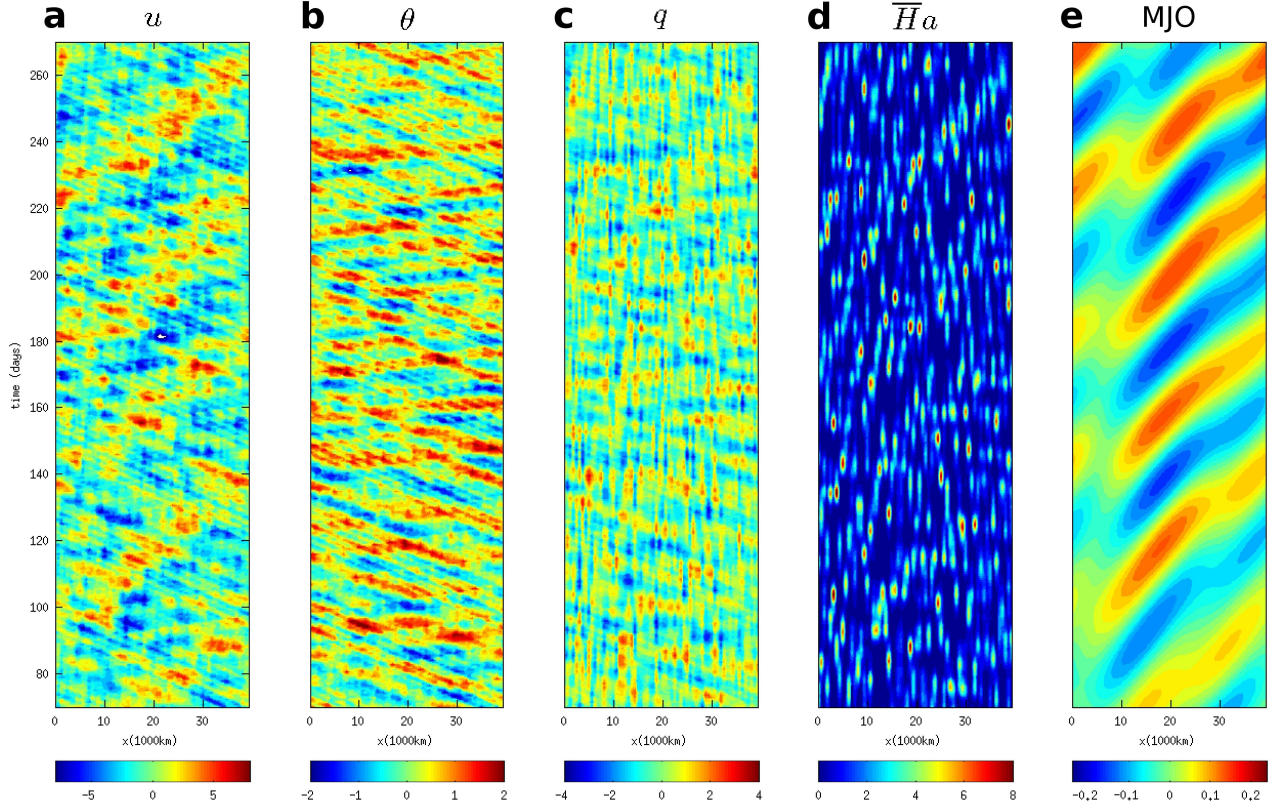 a u b θ c q d H̅a e MJO
260
240
220
200
180
160
140
120
100
80
time (days)
0 10 20 30 0 10 20 30 0 10 20 30 0 10 20 30 0 10 20 30
x(1000km) x(1000km) x(1000km) x(1000km) x(1000km)
-5 0 5 -2 -1 0 1 2 -4 -2 0 2 4 0 2 4 6 8 -0.2 -0.1 0 0.1 0.2